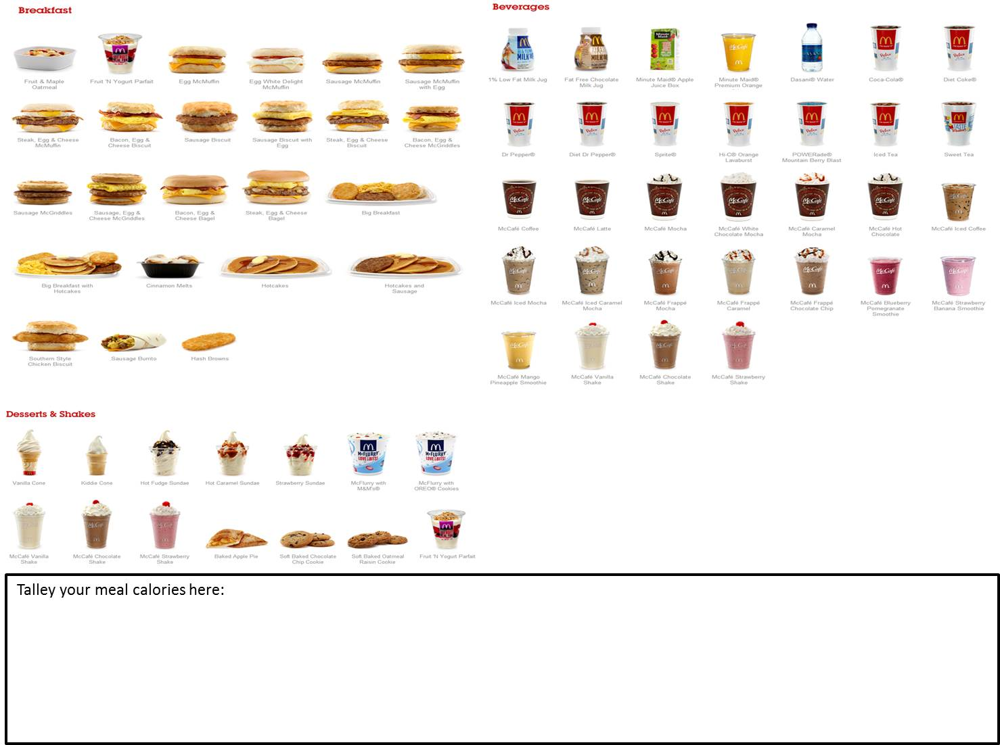 Breakfast
Fruit & Maple
Oatmeal
Fruit 'N Yogurt Parfait
Egg McMuffin
Egg White Delight
McMuffin
Sausage McMuffin
Sausage McMuffin
with Egg
Steak, Egg & Cheese
McMuffin
Bacon, Egg &
Cheese Biscuit
Sausage Biscuit
Sausage Biscuit with
Egg
Steak, Egg & Cheese
Biscuit
Bacon, Egg &
Cheese McGriddles
Sausage McGriddles
Sausage, Egg &
Cheese McGriddles
Bacon, Egg &
Cheese Bagel
Steak, Egg & Cheese
Bagel
Big Breakfast
Big Breakfast with
Hotcakes
Cinnamon Melts
Hotcakes
Hotcakes and
Sausage
Southern Style
Chicken Biscuit
Sausage Burrito
Hash Browns
Beverages
1% Low Fat Milk Jug
Fat Free Chocolate
Milk Jug
Minute Maid® Apple
Juice Box
Minute Maid®
Premium Orange
Dasani® Water
Coca-Cola®
Diet Coke®
Dr Pepper®
Diet Dr Pepper®
Sprite®
Hi-C® Orange
Lavaburst
POWERade®
Mountain Berry Blast
Iced Tea
Sweet Tea
McCafé Coffee
McCafé Latte
McCafé Mocha
McCafé White
Chocolate Mocha
McCafé Caramel
Mocha
McCafé Hot
Chocolate
McCafé Iced Coffee
McCafé Iced Mocha
McCafé Iced Caramel
Mocha
McCafé Frappé
Mocha
McCafé Frappé
Caramel
McCafé Frappé
Chocolate Chip
McCafé Blueberry
Pomegranate
Smoothie
McCafé Strawberry
Banana Smoothie
McCafé Mango
Pineapple Smoothie
McCafé Vanilla
Shake
McCafé Chocolate
Shake
McCafé Strawberry
Shake
Desserts & Shakes
Vanilla Cone
Kiddie Cone
Hot Fudge Sundae
Hot Caramel Sundae
Strawberry Sundae
McFlurry with
M&M's®
McFlurry with
OREO® Cookies
McCafé Vanilla
Shake
McCafé Chocolate
Shake
McCafé Strawberry
Shake
Baked Apple Pie
Soft Baked Chocolate
Chip Cookie
Soft Baked Oatmeal
Raisin Cookie
Fruit 'N Yogurt Parfait
Talley your meal calories here: